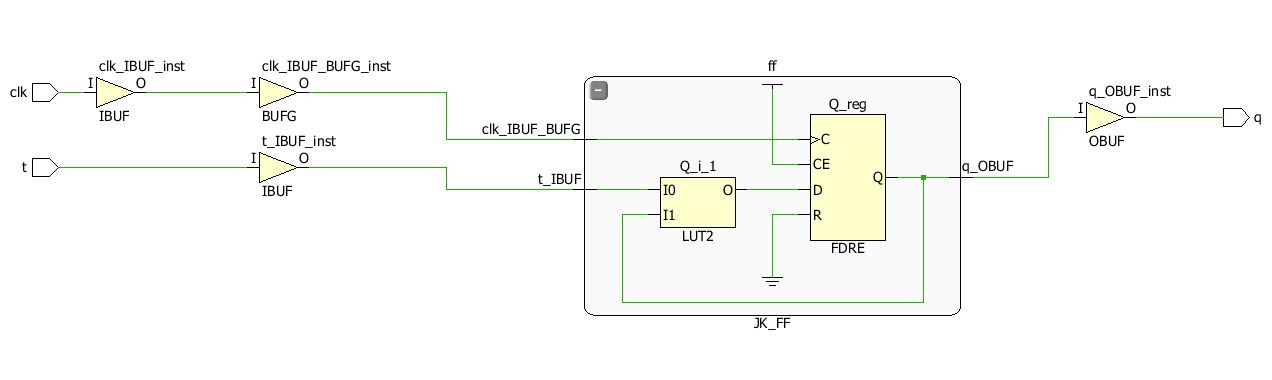 clk
clk_IBUF_inst
I
O
IBUF
clk_IBUF_BUFG_inst
I
O
BUFG
t
t_IBUF_inst
I
O
IBUF
ff
clk_IBUF_BUFG
t_IBUF
Q_i_1
I0
I1
O
LUT2
Q_reg
C
CE
D
R
Q
FDRE
JK_FF
q_OBUF
q_OBUF_inst
I
O
OBUF
q